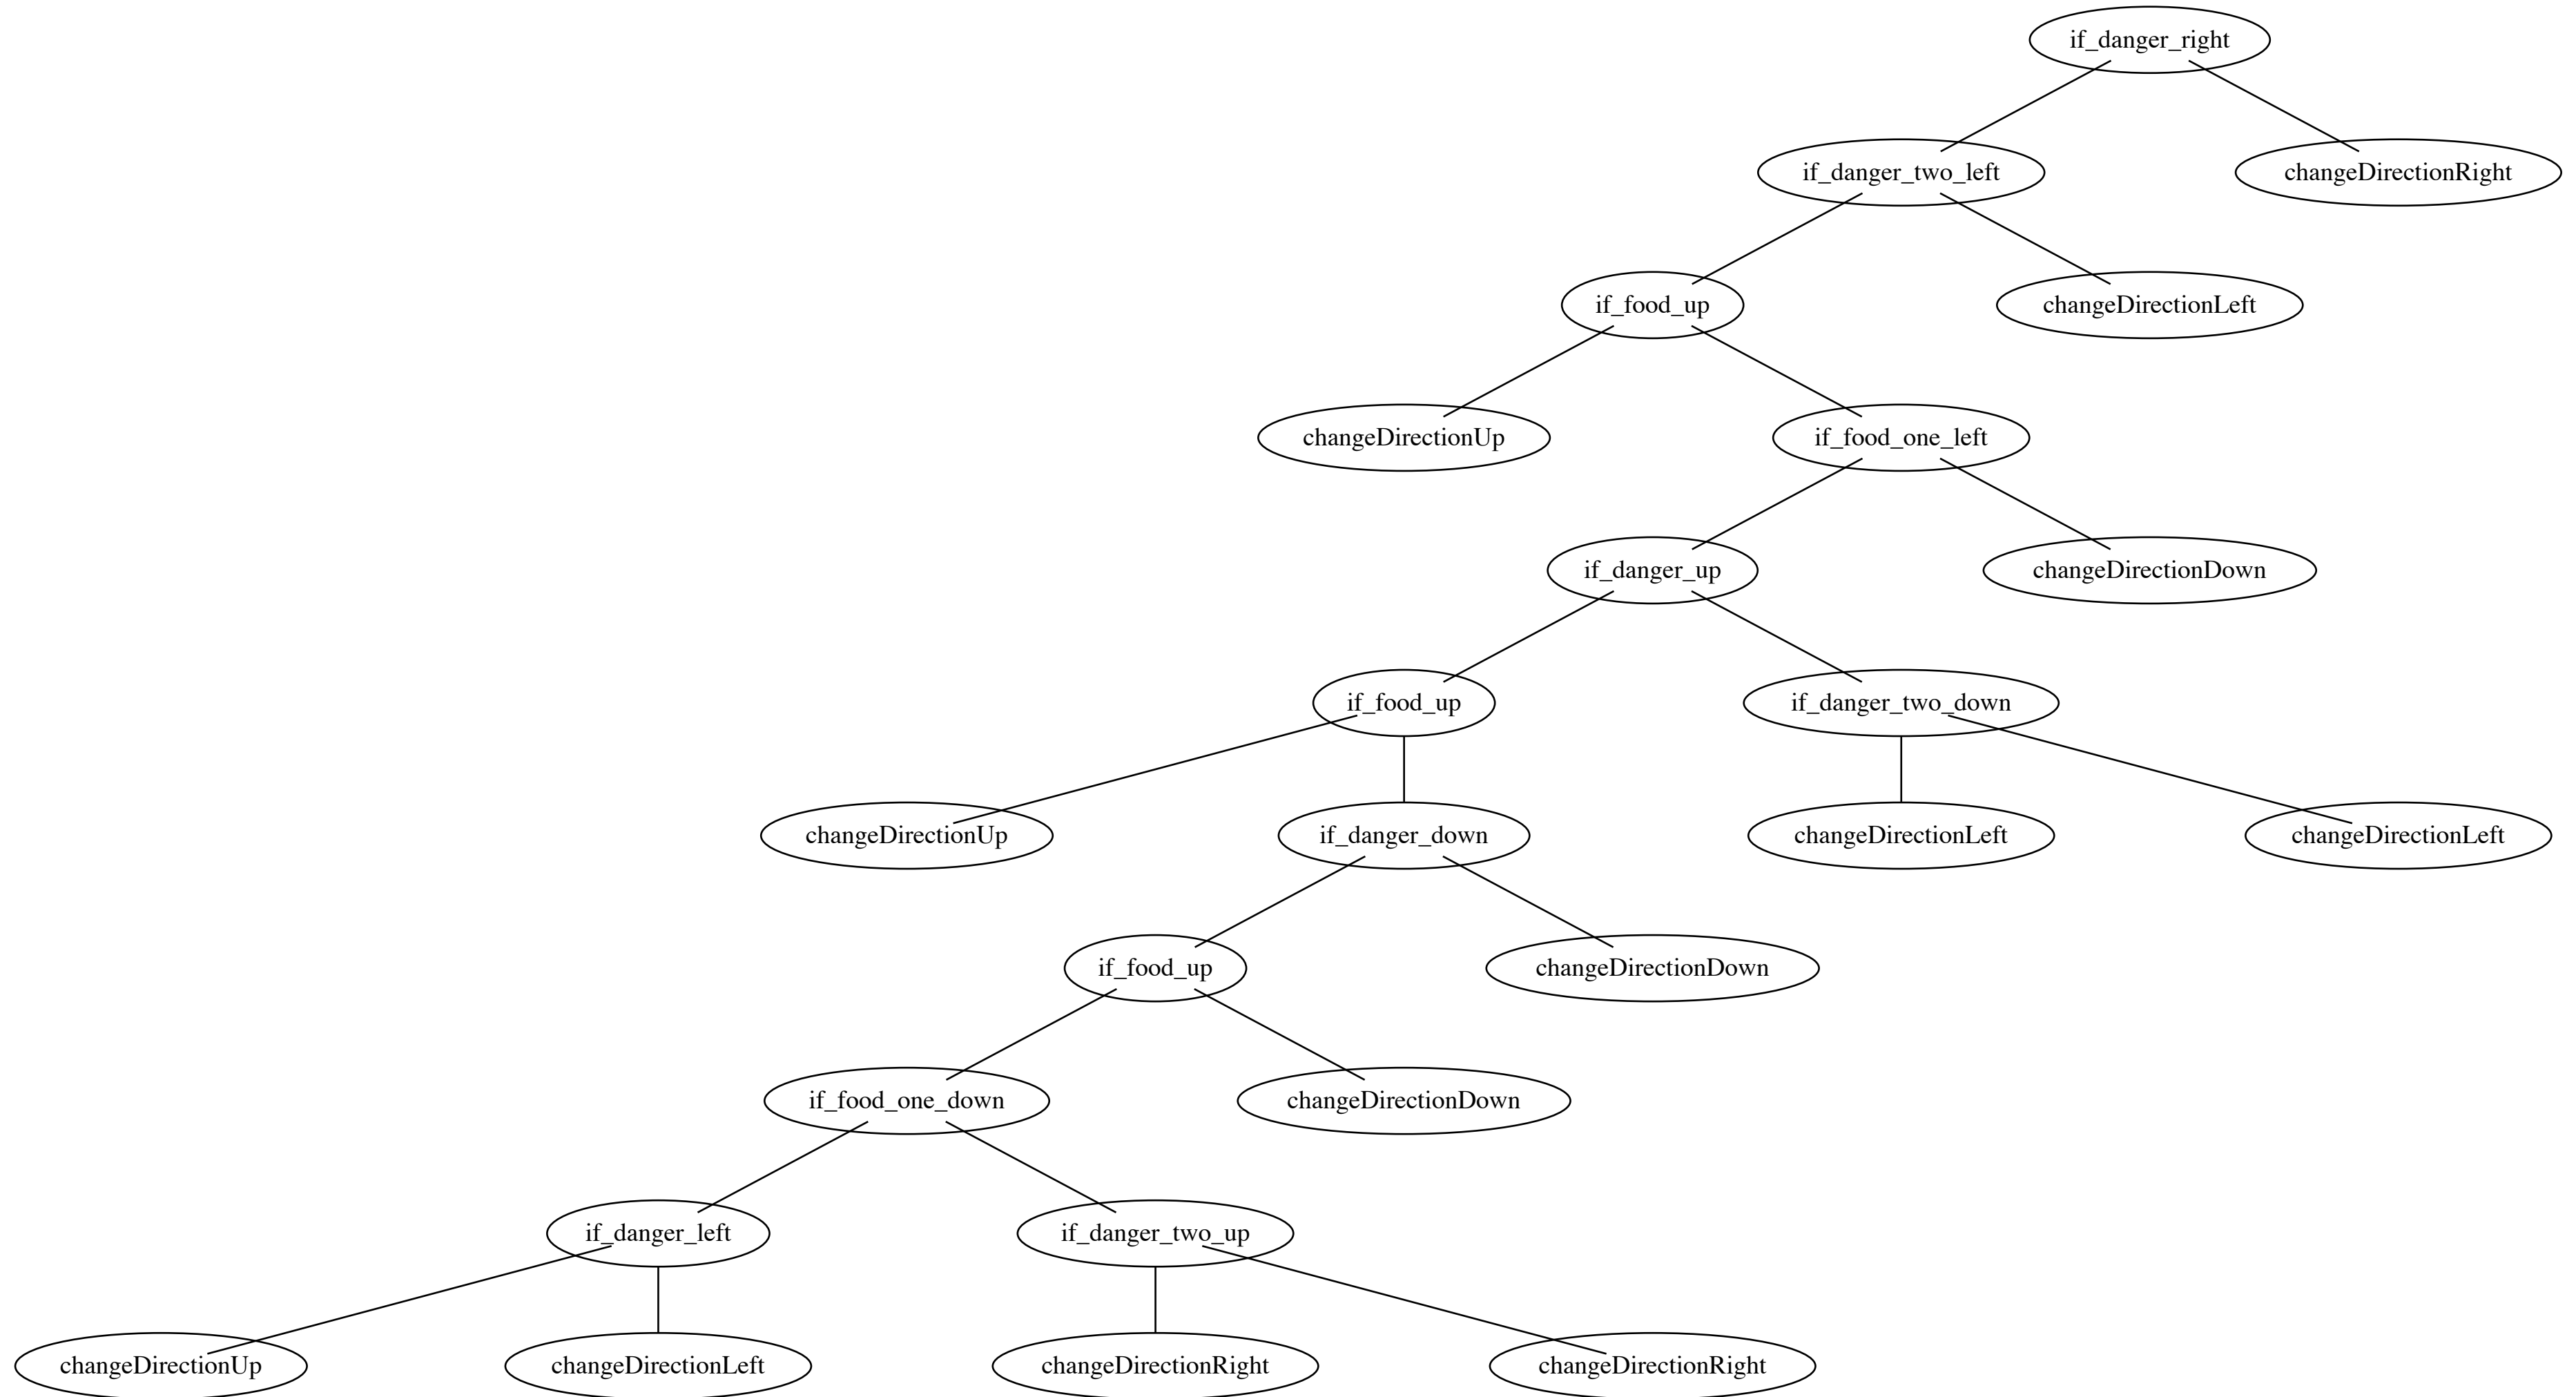 if_danger_right
if_danger_two_left
changeDirectionRight
if_food_up
changeDirectionLeft
changeDirectionUp
if_food_one_left
if_danger_up
changeDirectionDown
if_food_up
if_danger_two_down
changeDirectionUp
if_danger_down
changeDirectionLeft
changeDirectionLeft
if_food_up
changeDirectionDown
if_food_one_down
changeDirectionDown
if_danger_left
if_danger_two_up
changeDirectionUp
changeDirectionLeft
changeDirectionRight
changeDirectionRight